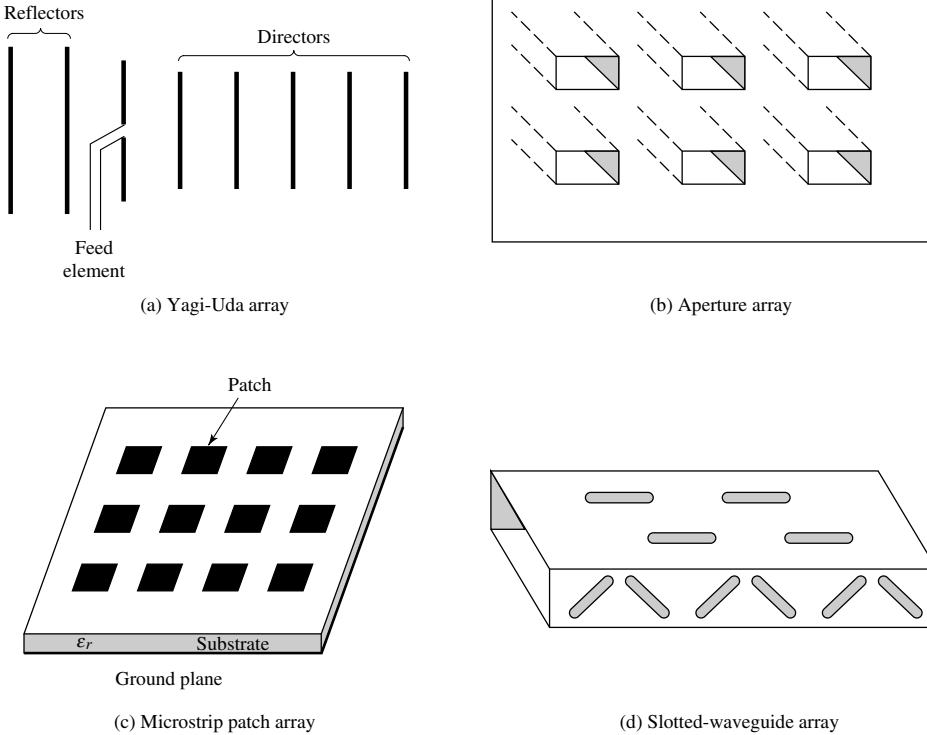 Reflectors
Directors
Feed
element
(a) Yagi-Uda array
(b) Aperture array
Patch
εr
Substrate
Ground plane
(c) Microstrip patch array
(d) Slotted-waveguide array